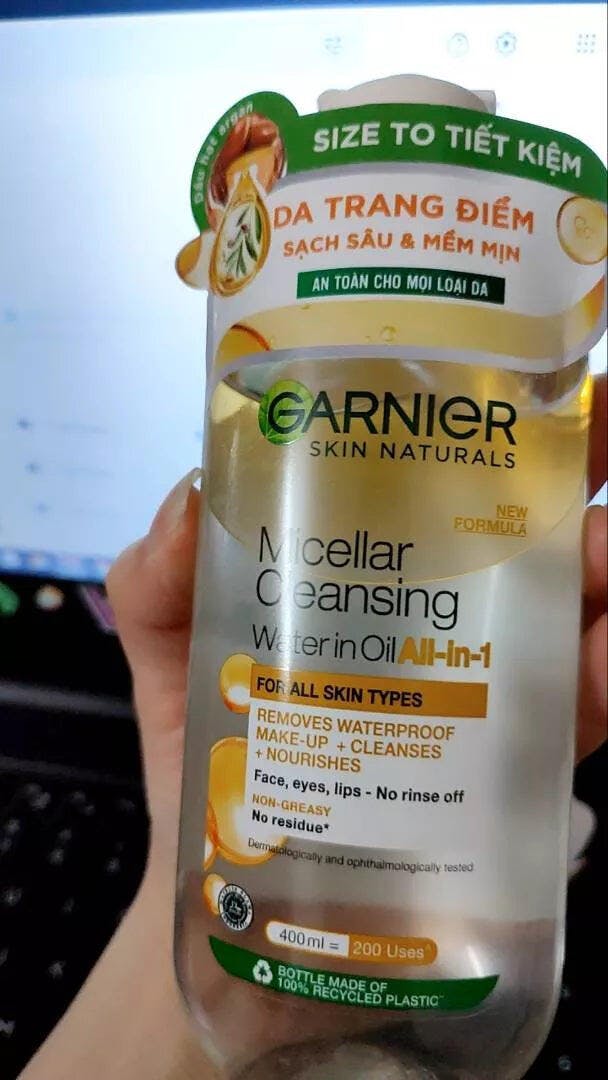 Dầu hạt argan
SIZE TO TIẾT KIỆM
DA TRANG ĐIỂM
SẠCH SÂU & MỀM MỊN
AN TOÀN CHO MỌI LOẠI DA
GARNIER
SKIN NATURALS
NEW
FORMULA
Micellar
Cleansing
Water in Oil All-in-1
FOR ALL SKIN TYPES
REMOVES WATERPROOF
MAKE-UP + CLEANSES
+ NOURISHES
Face, eyes, lips - No rinse off
NON-GREASY
No residue*
Dermatologically and ophthalmologically tested
400ml = 200 Uses^
BOTTLE MADE OF
100% RECYCLED PLASTIC**